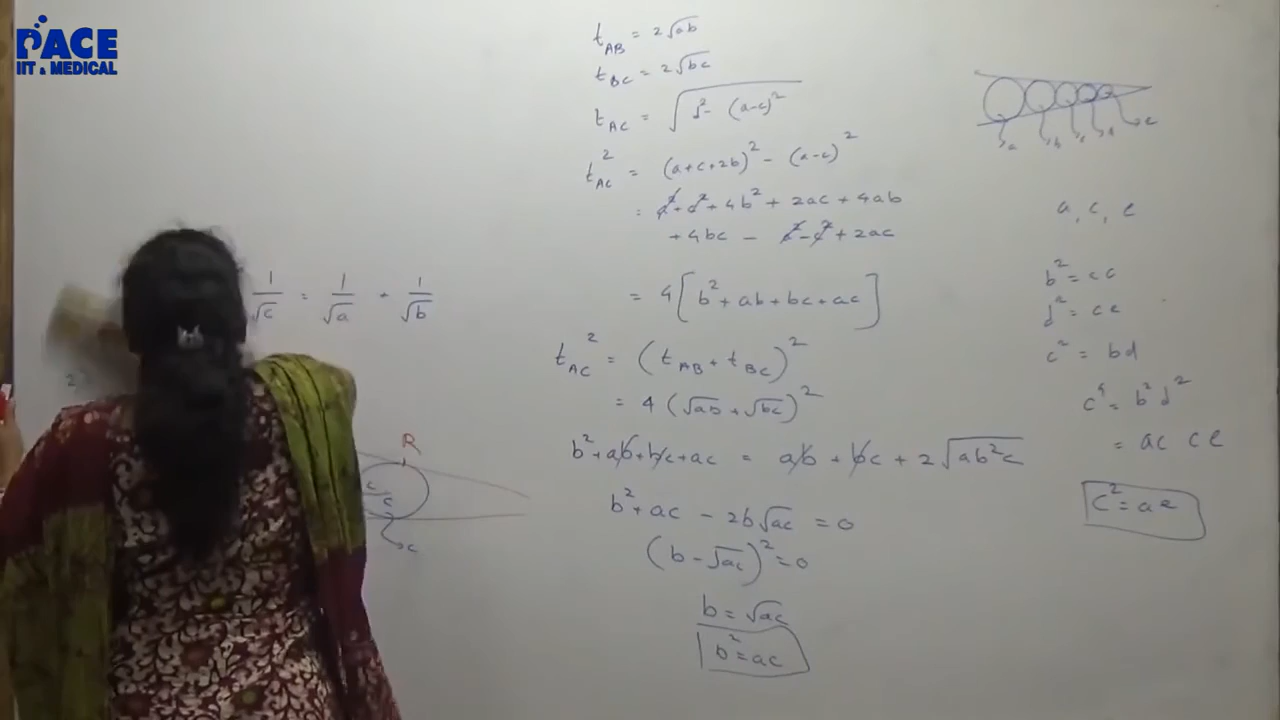 PACE
IIT & MEDICAL
t_AB = 2√ab
t_BC = 2√bc
t_AC = √(d² - (a-c)²)
t_AC² = (a+c+2b)² - (a-c)²
= a²+c²+4b²+2ac+4ab
+4bc - a²-c²+2ac
= 4[b²+ab+bc+ac]
t_AC² = (t_AB + t_BC)²
= 4(√ab+√bc)²
b²+ab+bc+ac = ab+bc+2√ab²c
b²+ac - 2b√ac = 0
(b-√ac)² = 0
b = √ac
b² = ac
1/√c = 1/√a + 1/√b
2
R
c
c
c
a b c d e
a, c, e
b² = ca
d² = ce
c² = bd
c⁴ = b²d²
= ac ce
c² = ae